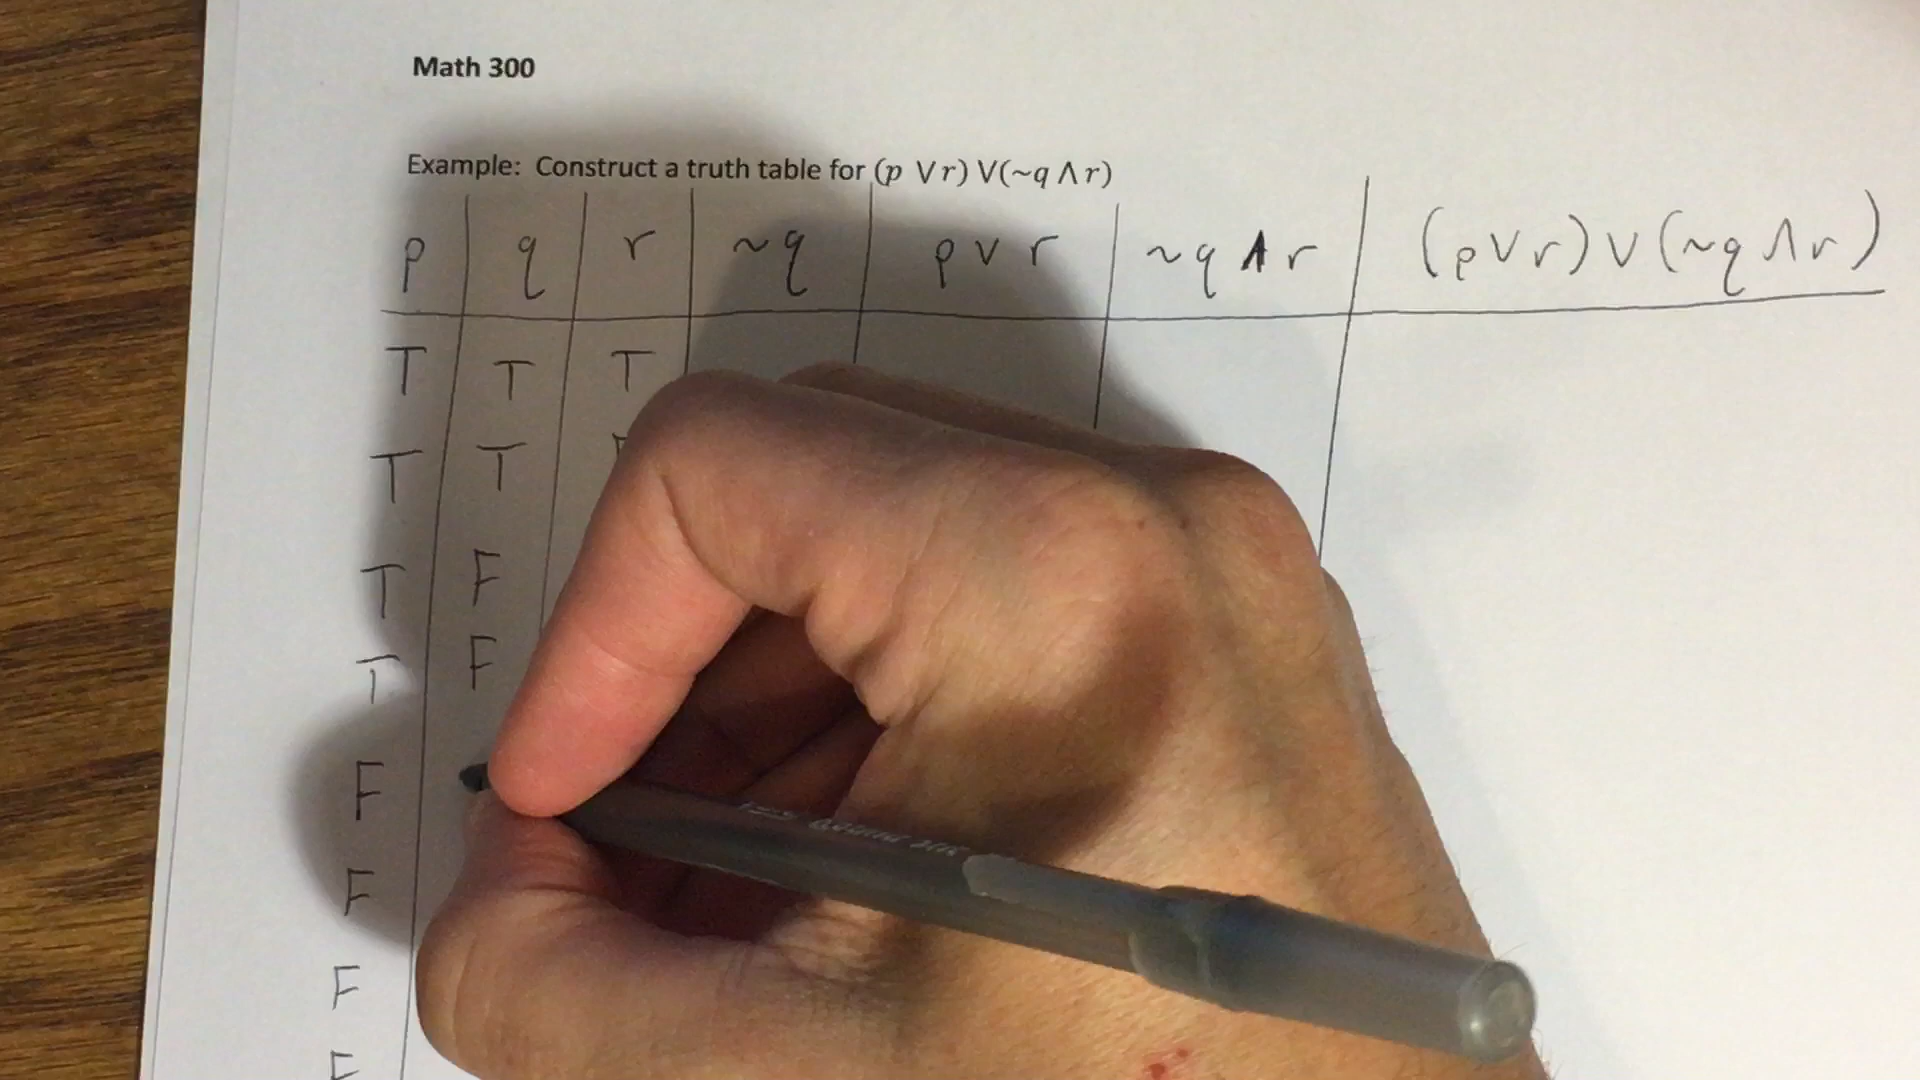 Math 300
Example: Construct a truth table for (p ∨ r) ∨(~q ∧ r)
p q r ~q p ∨ r ~q ∧ r (p ∨ r) ∨ (~q ∧ r)
T T T
T T
T F
T F
F
F
F
F